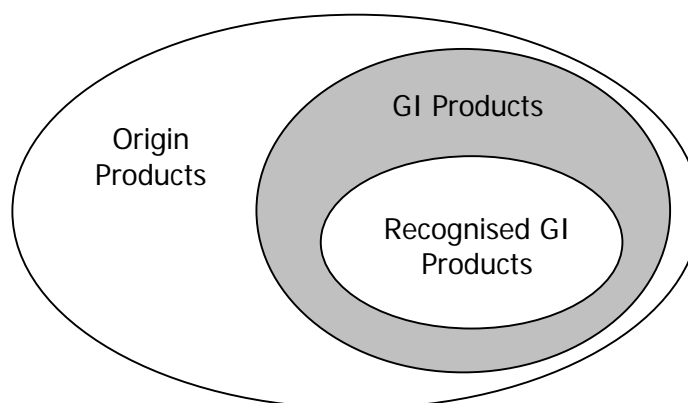 Origin
Products
GI Products
Recognised GI
Products